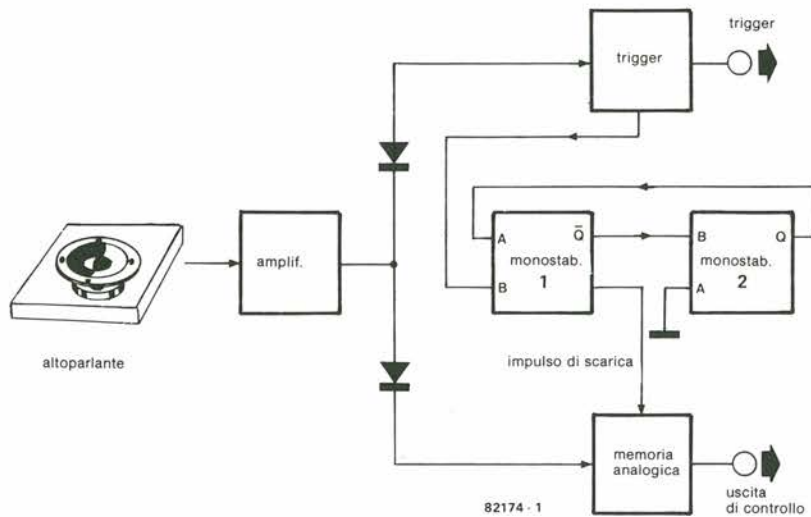 trigger
trigger
A
Q̅
B
Q
amplif.
monostab.
1
monostab.
2
B
A
altoparlante
impulso di scarica
memoria
analogica
82174 - 1
uscita
di controllo